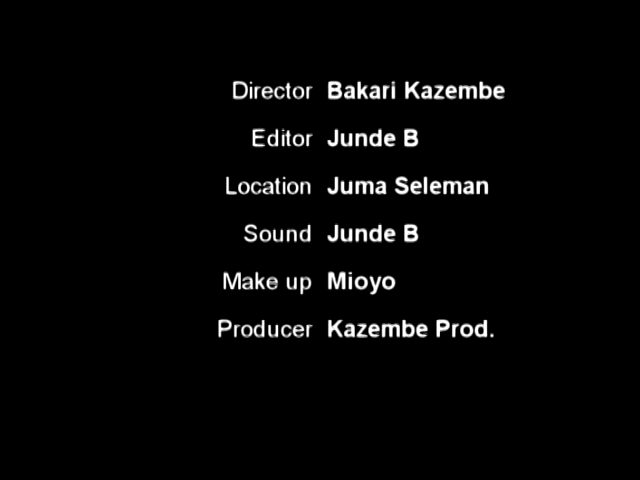 Director Bakari Kazembe
Editor Junde B
Location Juma Seleman
Sound Junde B
Make up Mioyo
Producer Kazembe Prod.